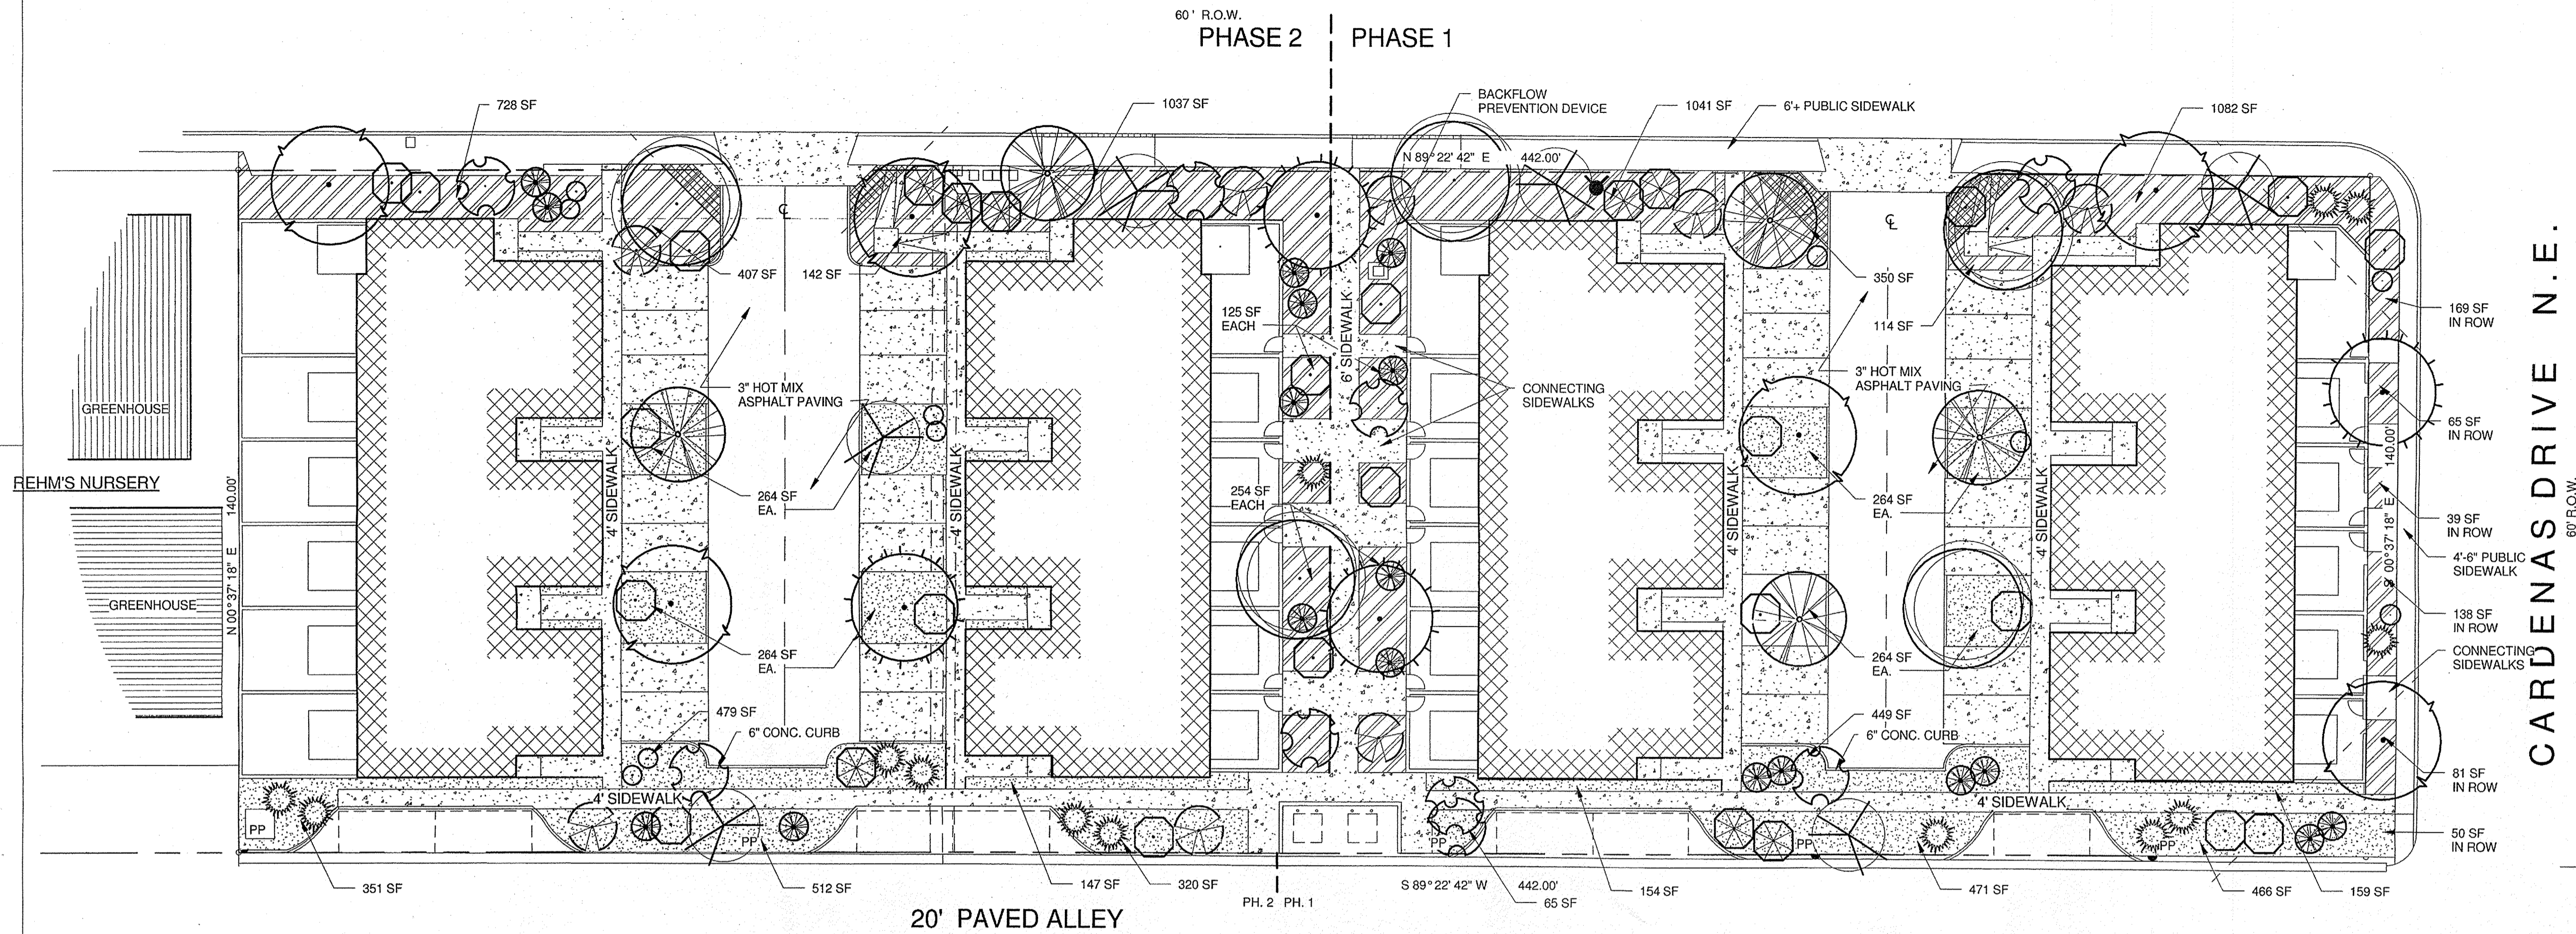 60' R.O.W.
PHASE 2
PHASE 1
BACKFLOW
PREVENTION DEVICE
728 SF
1037 SF
1041 SF
6'+ PUBLIC SIDEWALK
1082 SF
N 89° 22' 42" E
442.00'
℄
℄
407 SF
142 SF
350 SF
114 SF
125 SF
EACH
6' SIDEWALK
169 SF
IN ROW
GREENHOUSE
3" HOT MIX
ASPHALT PAVING
CONNECTING
SIDEWALKS
3" HOT MIX
ASPHALT PAVING
65 SF
IN ROW
REHM'S NURSERY
N 00° 37' 18" E
140.00'
4' SIDEWALK
264 SF
EA.
4' SIDEWALK
254 SF
EACH
4' SIDEWALK
264 SF
EA.
4' SIDEWALK
140.00'
S 00° 37' 18" E
39 SF
IN ROW
4'-6" PUBLIC
SIDEWALK
CARDENAS DRIVE N.E.
60' R.O.W.
GREENHOUSE
264 SF
EA.
264 SF
EA.
138 SF
IN ROW
CONNECTING
SIDEWALKS
479 SF
6" CONC. CURB
449 SF
6" CONC. CURB
81 SF
IN ROW
4' SIDEWALK
4' SIDEWALK
PP
PP
PP
PP
PP
50 SF
IN ROW
351 SF
512 SF
147 SF
320 SF
PH. 2
PH. 1
S 89° 22' 42" W
442.00'
65 SF
154 SF
471 SF
466 SF
159 SF
20' PAVED ALLEY